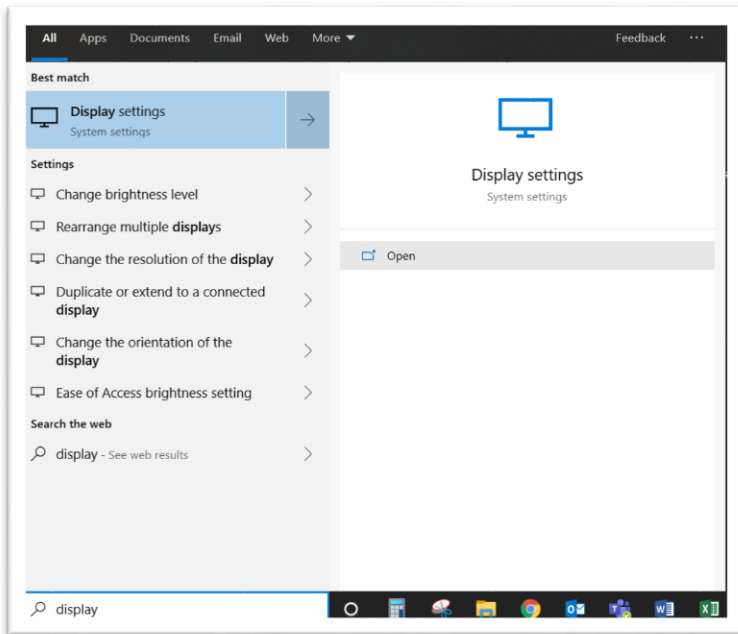 All Apps Documents Email Web More Feedback ...
Best match
Display settings
System settings
Settings
Change brightness level
Rearrange multiple displays
Change the resolution of the display
Duplicate or extend to a connected
display
Change the orientation of the
display
Ease of Access brightness setting
Search the web
display - See web results
Display settings
System settings
Open
display